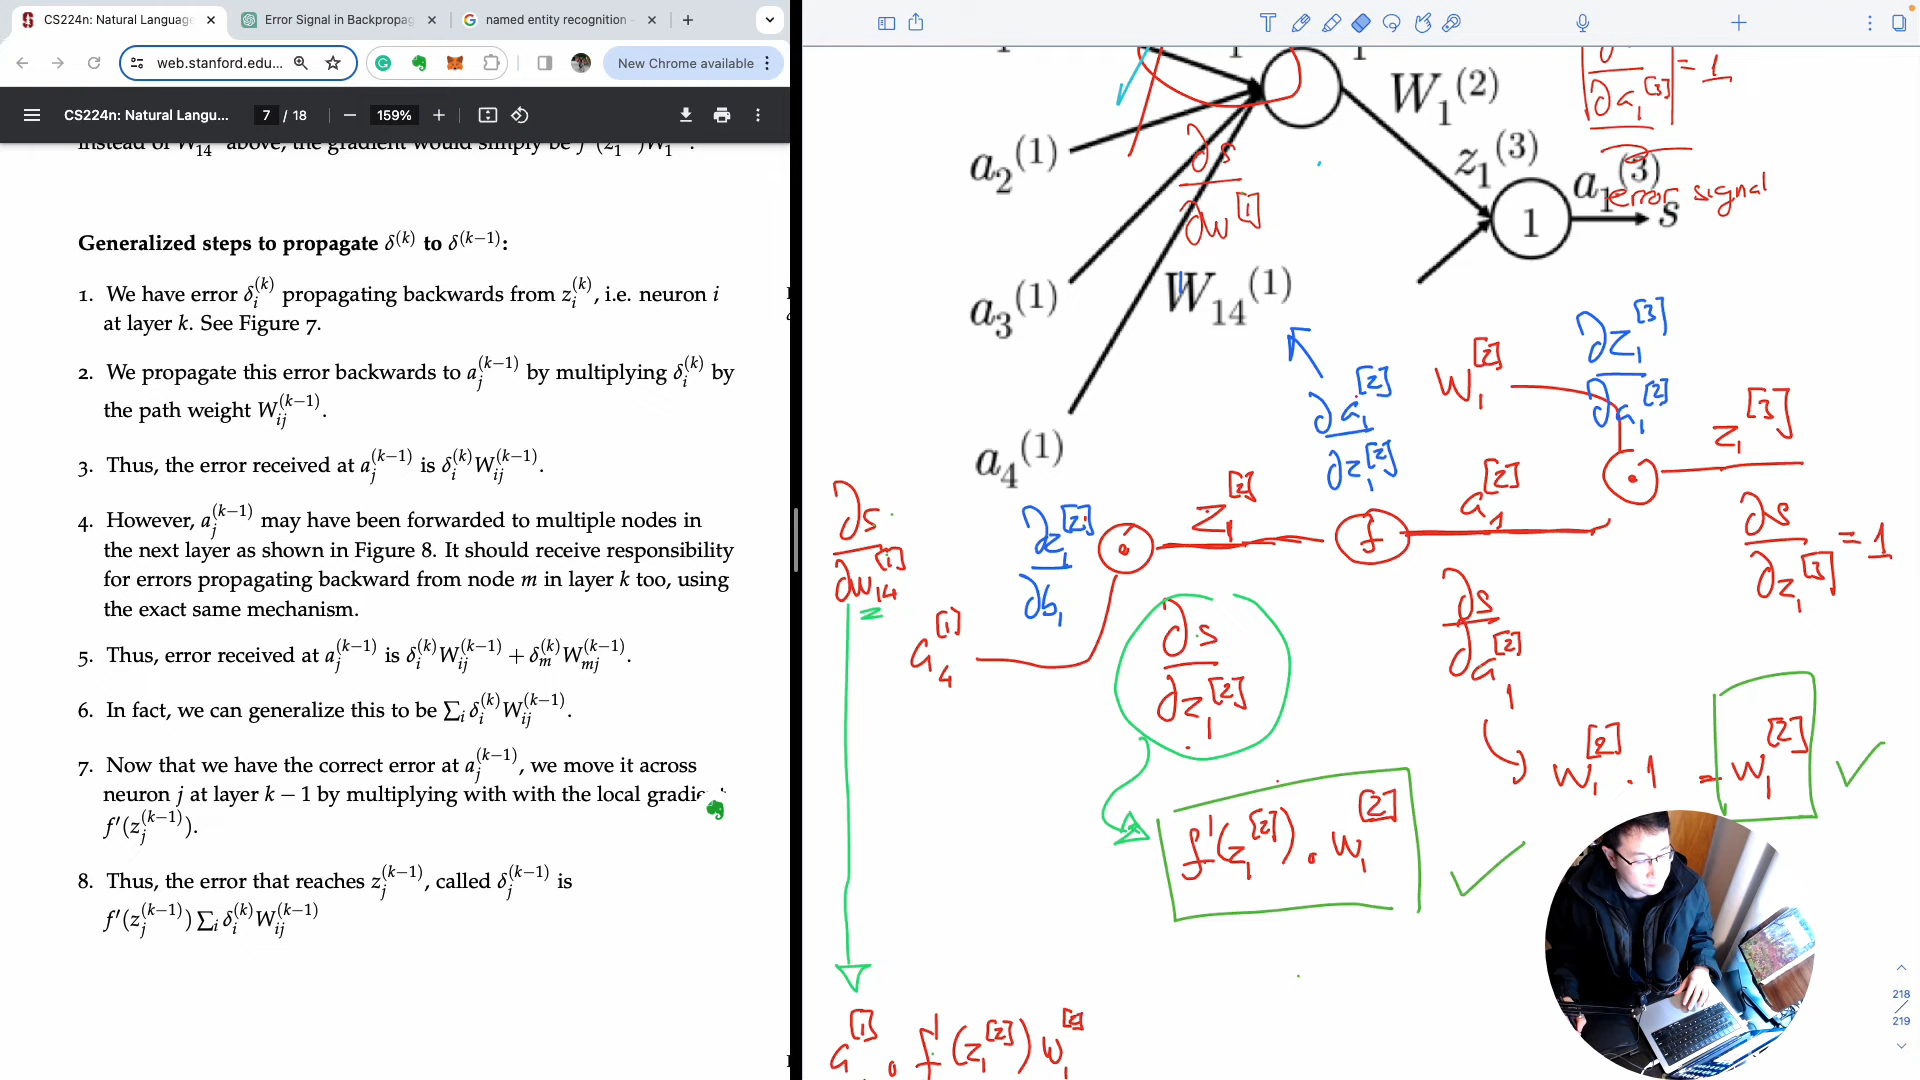 CS224n: Natural Language
Error Signal in Backpropag
named entity recognition -
web.stanford.edu...
New Chrome available
CS224n: Natural Langu...
7 / 18
159%
Generalized steps to propagate δ^(k) to δ^(k−1):
1. We have error δ_i^(k) propagating backwards from z_i^(k), i.e. neuron i
at layer k. See Figure 7.
2. We propagate this error backwards to a_j^(k−1) by multiplying δ_i^(k) by
the path weight W_ij^(k−1).
3. Thus, the error received at a_j^(k−1) is δ_i^(k) W_ij^(k−1).
4. However, a_j^(k−1) may have been forwarded to multiple nodes in
the next layer as shown in Figure 8. It should receive responsibility
for errors propagating backward from node m in layer k too, using
the exact same mechanism.
5. Thus, error received at a_j^(k−1) is δ_i^(k) W_ij^(k−1) + δ_m^(k) W_mj^(k−1).
6. In fact, we can generalize this to be ∑_i δ_i^(k) W_ij^(k−1).
7. Now that we have the correct error at a_j^(k−1), we move it across
neuron j at layer k − 1 by multiplying with with the local
f′(z_j^(k−1)).
8. Thus, the error that reaches z_j^(k−1), called δ_j^(k−1) is
f′(z_j^(k−1)) ∑_i δ_i^(k) W_ij^(k−1)
W_1^(2)
∂a_1^[3] = 1
a_2^(1)
∂s/∂w^[1]
z_1^(3)
a_1^(3)
error signal
1
s
a_3^(1)
W_14^(1)
a_4^(1)
∂a_1^[2]/∂z_1^[2]
w_1^[2]
∂z_1^[3]/∂a_1^[2]
z_1^[3]
∂s/∂w_14^[1]
∂z_1^[2]/∂b_1
z_1^[2]
f
a_1^[2]
∂s/∂z_1^[3] = 1
a_4^[1]
∂s/∂z_1^[2]
∂s/∂a_1^[2]
w_1^[2] . 1 = w_1^[2]
f'(z_1^[2]) . w_1^[2]
218
219
a^[1] . f'(z_1^[2]) w_1^[2]